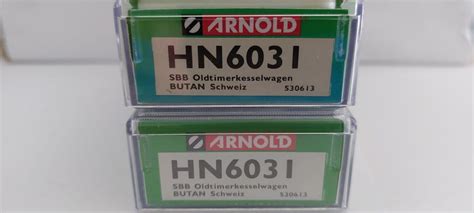 ARNOLD
HN6031
SBB Oldtimerkesselwagen
BUTAN Schweiz 530613
ARNOLD
HN6031
SBB Oldtimerkesselwagen
BUTAN Schweiz 530613